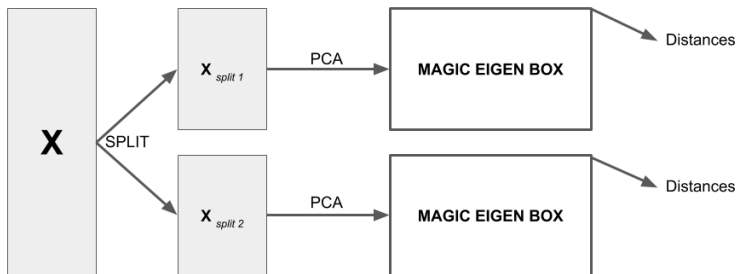 X
SPLIT
X split 1
PCA
MAGIC EIGEN BOX
Distances
X split 2
PCA
MAGIC EIGEN BOX
Distances